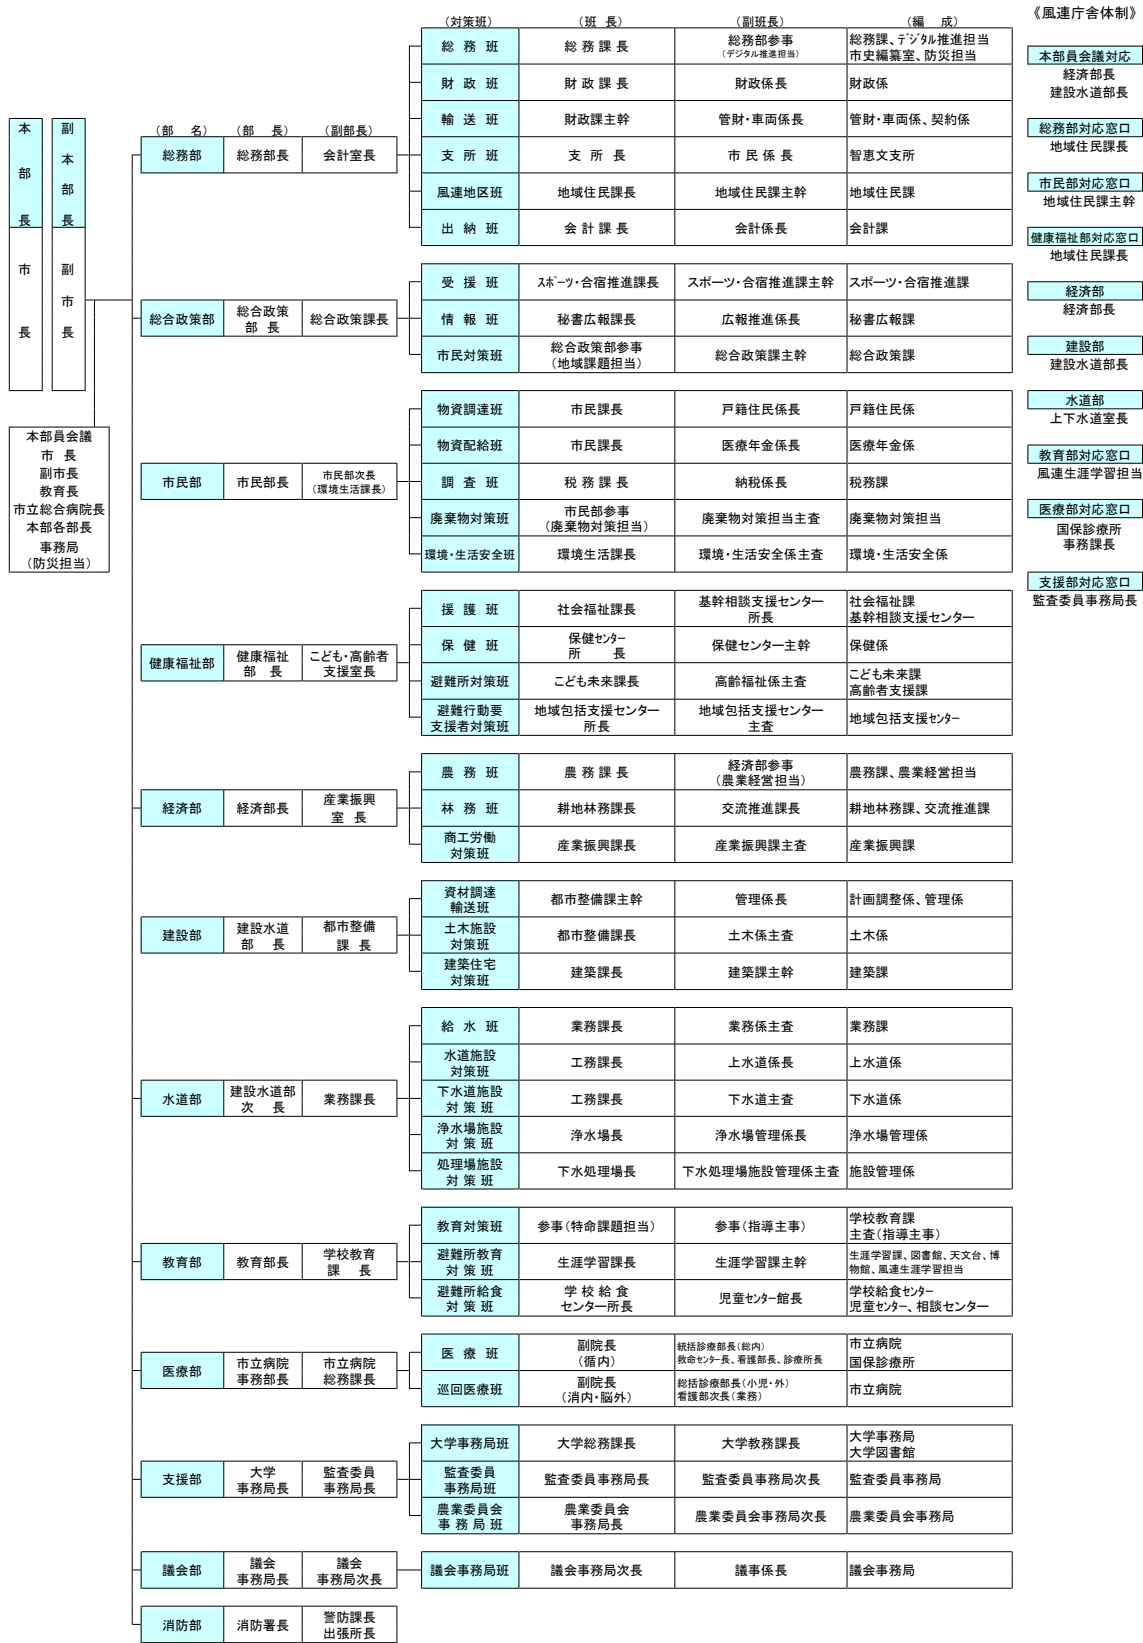 本部長
市長
副本部長
副市長
本部員会議
市 長
副市長
教育長
市立総合病院長
本部各部長
事務局
(防災担当)
(部 名) (部 長) (副部長)
(対策班) (班 長) (副班長) (編 成)
総務部 総務部長 会計室長
総 務 班 総 務 課 長 総務部参事 (デジタル推進担当) 総務課、デジタル推進担当
市史編纂室、防災担当
財 政 班 財 政 課 長 財政係長 財政係
輸 送 班 財政課主幹 管財・車両係長 管財・車両係、契約係
支 所 班 支 所 長 市 民 係 長 智恵文支所
風連地区班 地域住民課長 地域住民課主幹 地域住民課
出 納 班 会 計 課 長 会計係長 会計課
総合政策部 総合政策部 長 総合政策課長
受 援 班 スポーツ・合宿推進課長 スポーツ・合宿推進課主幹 スポーツ・合宿推進課
情 報 班 秘書広報課長 広報推進係長 秘書広報課
市民対策班 総合政策部参事(地域課題担当) 総合政策課主幹 総合政策課
市民部 市民部長 市民部次長(環境生活課長)
物資調達班 市民課長 戸籍住民係長 戸籍住民係
物資配給班 市民課長 医療年金係長 医療年金係
調 査 班 税 務 課 長 納税係長 税務課
廃棄物対策班 市民部参事(廃棄物対策担当) 廃棄物対策担当主査 廃棄物対策担当
環境・生活安全班 環境生活課長 環境・生活安全係主査 環境・生活安全係
健康福祉部 健康福祉部 長 こども・高齢者支援室長
援 護 班 社会福祉課長 基幹相談支援センター所長 社会福祉課
基幹相談支援センター
保 健 班 保健センター所 長 保健センター主幹 保健係
避難所対策班 こども未来課長 高齢福祉係主査 こども未来課
高齢者支援課
避難行動要支援者対策班 地域包括支援センター所長 地域包括支援センター主査 地域包括支援センター
経済部 経済部長 産業振興室 長
農 務 班 農 務 課 長 経済部参事(農業経営担当) 農務課、農業経営担当
林 務 班 耕地林務課長 交流推進課長 耕地林務課、交流推進課
商工労働対策班 産業振興課長 産業振興課主査 産業振興課
建設部 建設水道部 長 都市整備課 長
資材調達輸送班 都市整備課主幹 管理係長 計画調整係、管理係
土木施設対策班 都市整備課長 土木係主査 土木係
建築住宅対策班 建築課長 建築課主幹 建築課
水道部 建設水道部次 長 業務課長
給 水 班 業務課長 業務係主査 業務課
水道施設対策班 工務課長 上水道係長 上水道係
下水道施設対 策 班 工務課長 下水道主査 下水道係
浄水場施設対 策 班 浄水場長 浄水場管理係長 浄水場管理係
処理場施設対 策 班 下水処理場長 下水処理場施設管理係主査 施設管理係
教育部 教育部長 学校教育課 長
教育対策班 参事(特命課題担当) 参事(指導主事) 学校教育課
主査(指導主事)
避難所教育対 策 班 生涯学習課長 生涯学習課主幹 生涯学習課、図書館、天文台、博
物館、風連生涯学習担当
避難所給食対 策 班 学 校 給 食センター所長 児童センター館長 学校給食センター
児童センター、相談センター
医療部 市立病院事務部長 市立病院総務課長
医 療 班 副院長(循内) 統括診療部長(総内)
救命センター長、看護部長、診療所長 市立病院
国保診療所
巡回医療班 副院長(消内・脳外) 総括診療部長(小児・外)
看護部次長(業務) 市立病院
支援部 大学事務局長 監査委員事務局長
大学事務局班 大学総務課長 大学教務課長 大学事務局
大学図書館
監査委員事務局班 監査委員事務局長 監査委員事務局次長 監査委員事務局
農業委員会事 務 局 班 農業委員会事務局長 農業委員会事務局次長 農業委員会事務局
議会部 議会事務局長 議会事務局次長
議会事務局班 議会事務局次長 議事係長 議会事務局
消防部 消防署長 警防課長
出張所長
《風連庁舎体制》
本部員会議対応
経済部長
建設水道部長
総務部対応窓口
地域住民課長
市民部対応窓口
地域住民課主幹
健康福祉部対応窓口
地域住民課長
経済部
経済部長
建設部
建設水道部長
水道部
上下水道室長
教育部対応窓口
風連生涯学習担当
医療部対応窓口
国保診療所
事務課長
支援部対応窓口
監査委員事務局長